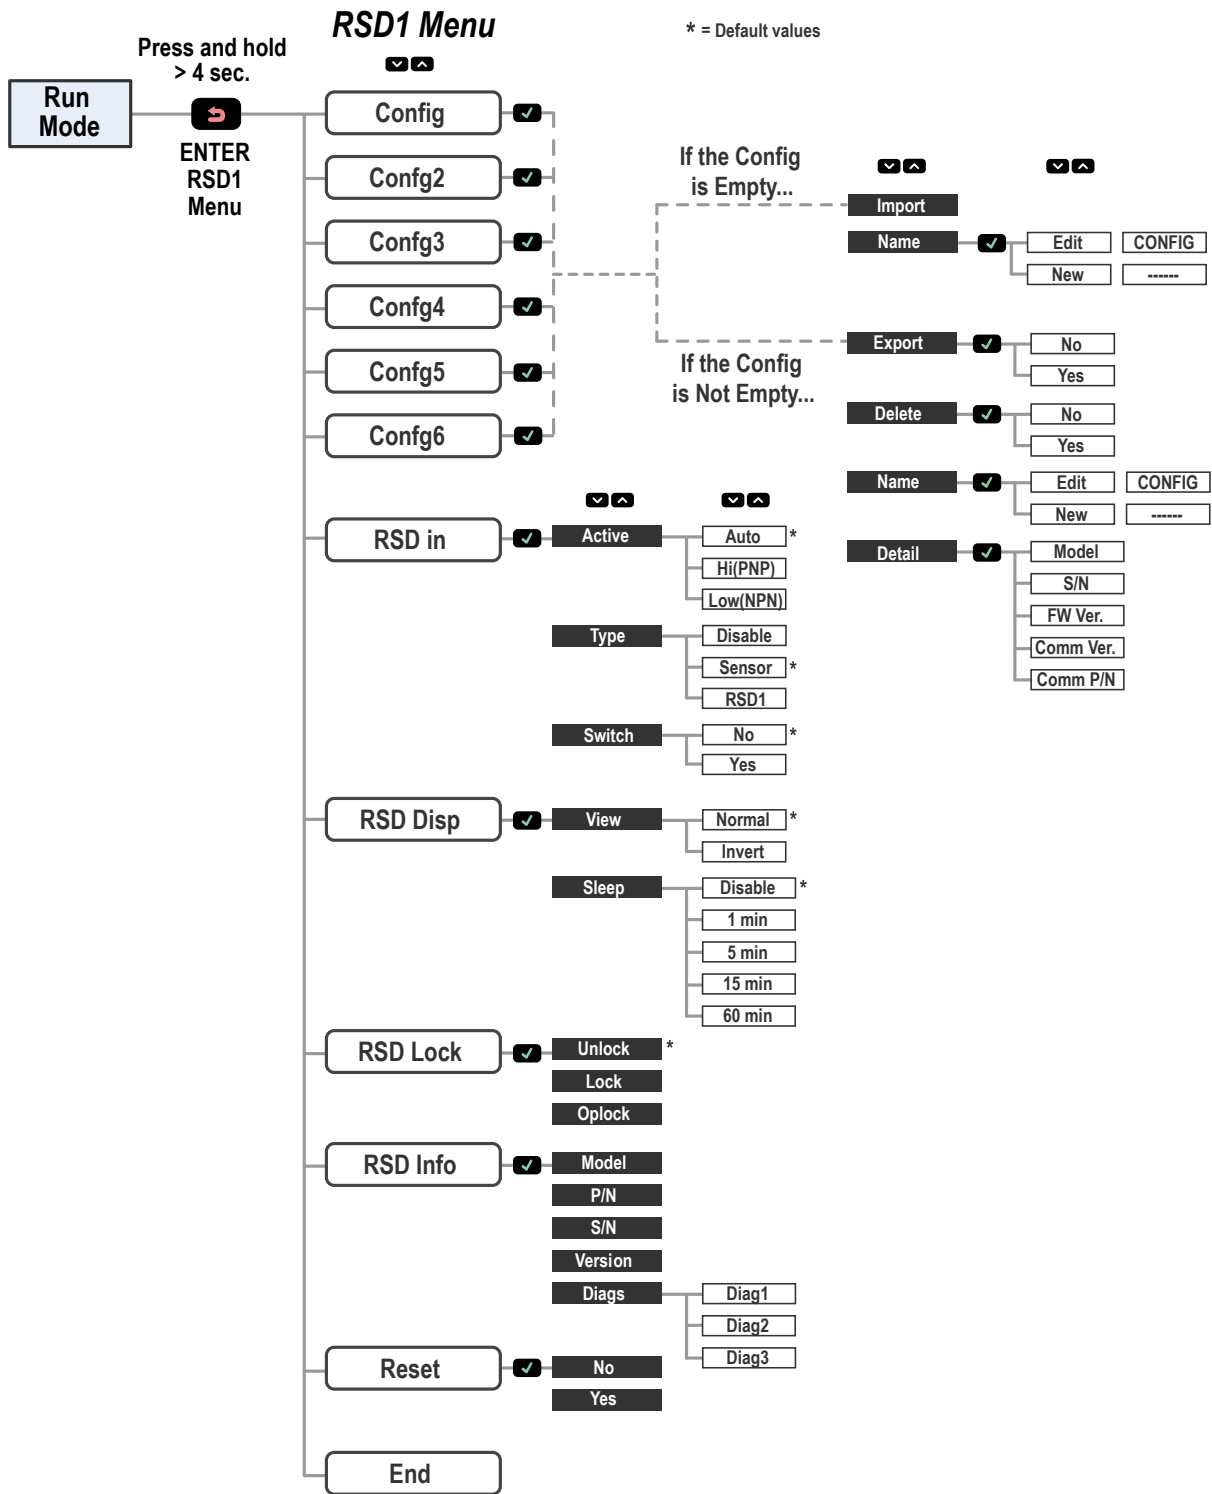 RSD1 Menu
* = Default values
Press and hold
> 4 sec.
Run
Mode
ENTER
RSD1
Menu
Config
Confg2
Confg3
Confg4
Confg5
Confg6
If the Config
is Empty...
Import
Name
Edit
CONFIG
New
------
If the Config
is Not Empty...
Export
No
Yes
Delete
No
Yes
Name
Edit
CONFIG
New
------
Detail
Model
S/N
FW Ver.
Comm Ver.
Comm P/N
RSD in
Active
Auto *
Hi(PNP)
Low(NPN)
Type
Disable
Sensor *
RSD1
Switch
No *
Yes
RSD Disp
View
Normal *
Invert
Sleep
Disable *
1 min
5 min
15 min
60 min
RSD Lock
Unlock *
Lock
Oplock
RSD Info
Model
P/N
S/N
Version
Diags
Diag1
Diag2
Diag3
Reset
No
Yes
End